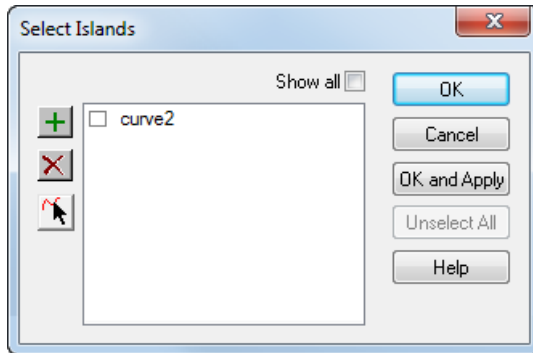 Select Islands
Show all
OK
curve2
Cancel
OK and Apply
Unselect All
Help